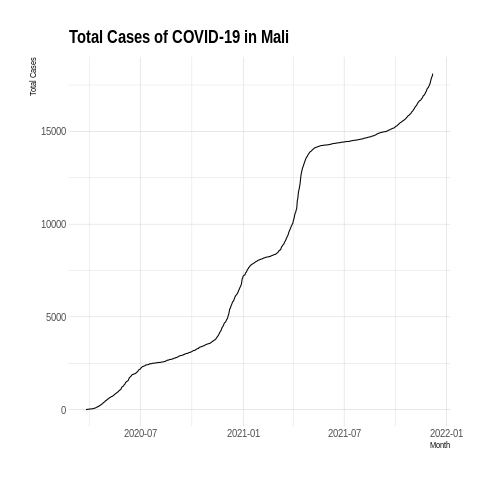 Total Cases of COVID-19 in Mali
Total Cases
15000
10000
5000
0
2020-07 2021-01 2021-07 2022-01
Month